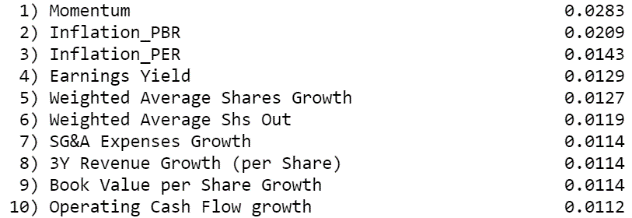 1) Momentum 0.0283
2) Inflation_PBR 0.0209
3) Inflation_PER 0.0143
4) Earnings Yield 0.0129
5) Weighted Average Shares Growth 0.0127
6) Weighted Average Shs Out 0.0119
7) SG&A Expenses Growth 0.0114
8) 3Y Revenue Growth (per Share) 0.0114
9) Book Value per Share Growth 0.0114
10) Operating Cash Flow growth 0.0112